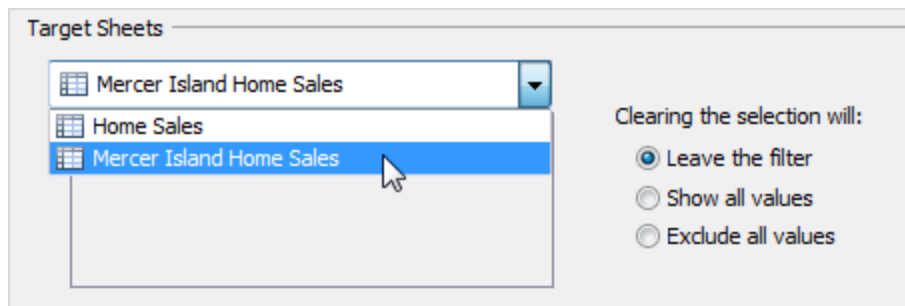 Target Sheets
Mercer Island Home Sales
Home Sales
Mercer Island Home Sales
Clearing the selection will:
Leave the filter
Show all values
Exclude all values